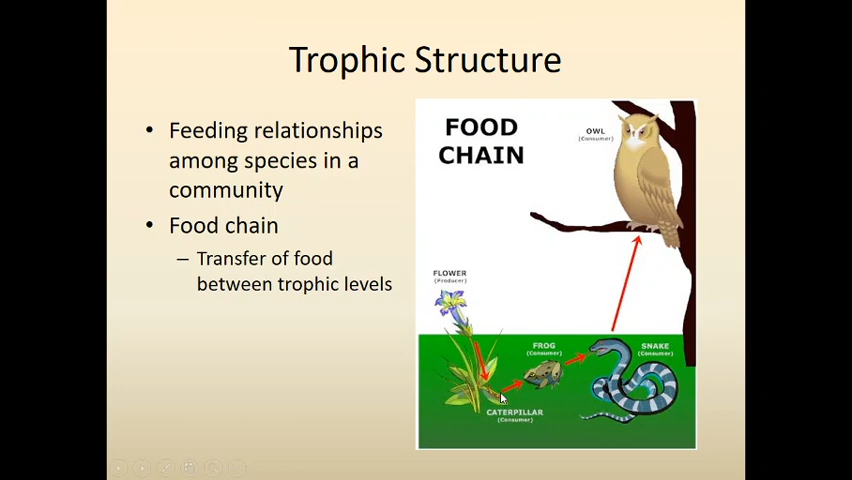 Trophic Structure
• Feeding relationships
among species in a
community
• Food chain
– Transfer of food
between trophic levels
FOOD
CHAIN
OWL
(Consumer)
FLOWER
(Producer)
FROG
(Consumer)
SNAKE
(Consumer)
CATERPILLAR
(Consumer)